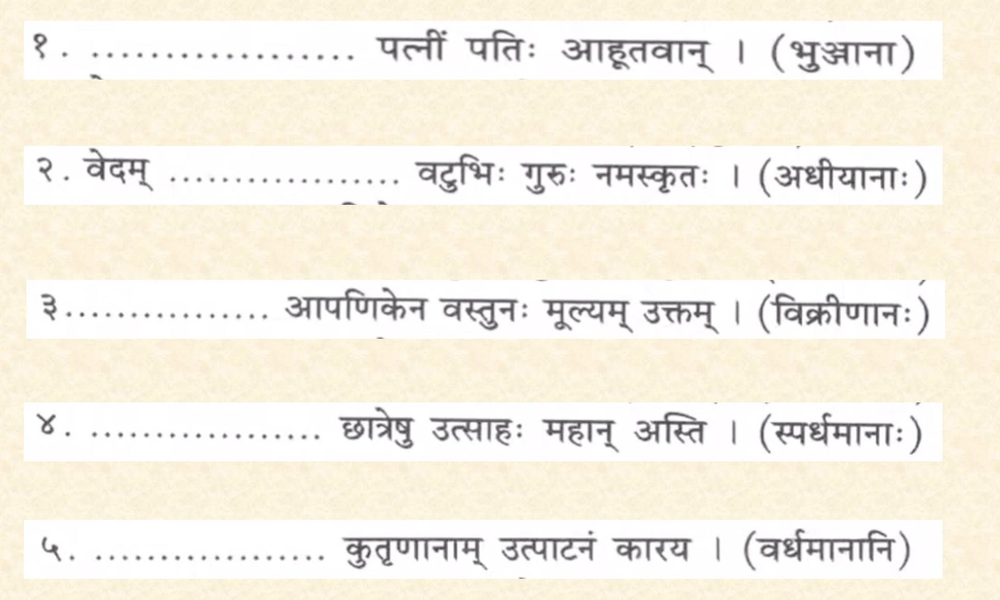 १. .................. पत्नीं पतिः आहूतवान् । (भुञ्जाना)
२. वेदम् .................. वटुभिः गुरुः नमस्कृतः । (अधीयानाः)
३................ आपणिकेन वस्तुनः मूल्यम् उक्तम् । (विक्रीणानः)
४. .................. छात्रेषु उत्साहः महान् अस्ति । (स्पर्धमानाः)
५. .................. कुतृणानाम् उत्पाटनं कारय । (वर्धमानानि)